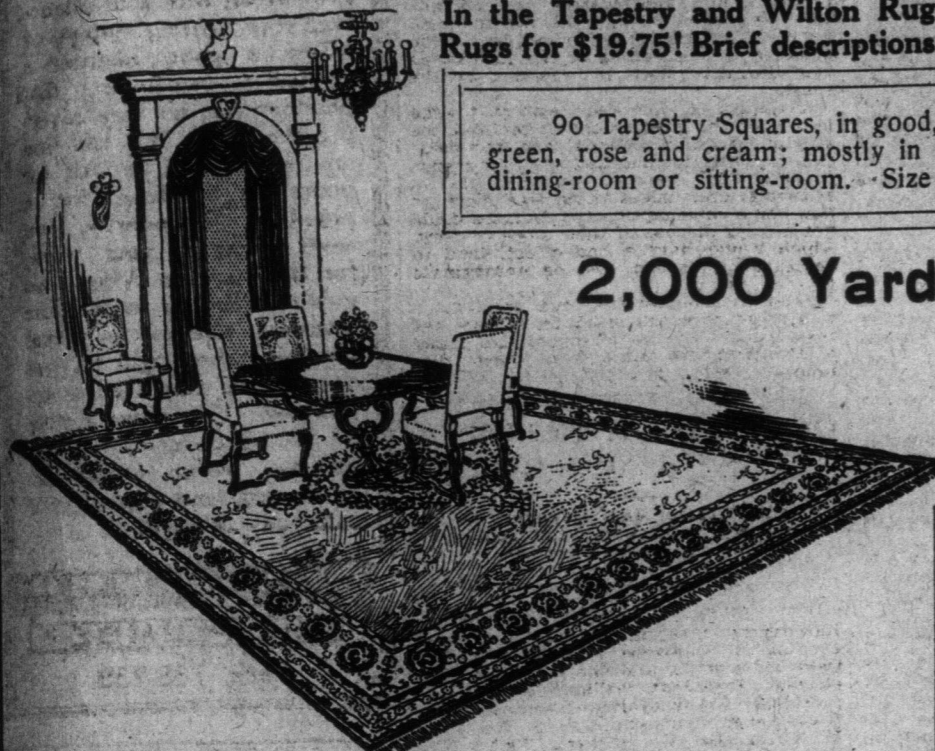 In the Tapestry and Wilton Rug
Rugs for $19.75! Brief descriptions
90 Tapestry Squares, in good,
green, rose and cream; mostly in
dining-room or sitting-room. Size
2,000 Yard